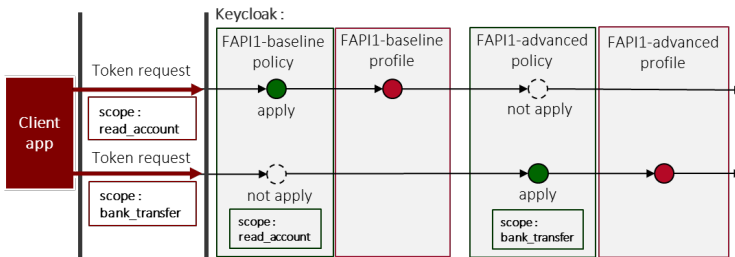 Keycloak :
FAPI1-baseline
policy
FAPI1-baseline
profile
FAPI1-advanced
policy
FAPI1-advanced
profile
Token request
apply
not apply
scope :
read_account
Client
app
Token request
not apply
apply
scope :
bank_transfer
scope :
read_account
scope :
bank_transfer